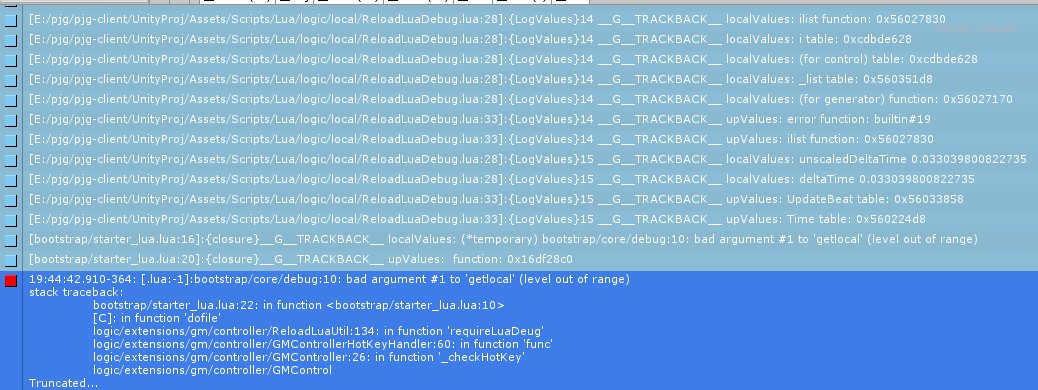 [E:/pjg/pjg-client/UnityProj/Assets/Scripts/Lua/logic/local/ReloadLuaDebug.lua:28]:{LogValues}14 __G__TRACKBACK__ localValues: ilist function: 0x56027830
[E:/pjg/pjg-client/UnityProj/Assets/Scripts/Lua/logic/local/ReloadLuaDebug.lua:28]:{LogValues}14 __G__TRACKBACK__ localValues: i table: 0xcdbde628
[E:/pjg/pjg-client/UnityProj/Assets/Scripts/Lua/logic/local/ReloadLuaDebug.lua:28]:{LogValues}14 __G__TRACKBACK__ localValues: (for control) table: 0xcdbde628
[E:/pjg/pjg-client/UnityProj/Assets/Scripts/Lua/logic/local/ReloadLuaDebug.lua:28]:{LogValues}14 __G__TRACKBACK__ localValues: _list table: 0x560351d8
[E:/pjg/pjg-client/UnityProj/Assets/Scripts/Lua/logic/local/ReloadLuaDebug.lua:28]:{LogValues}14 __G__TRACKBACK__ localValues: (for generator) function: 0x56027170
[E:/pjg/pjg-client/UnityProj/Assets/Scripts/Lua/logic/local/ReloadLuaDebug.lua:33]:{LogValues}14 __G__TRACKBACK__ upValues: error function: builtin#19
[E:/pjg/pjg-client/UnityProj/Assets/Scripts/Lua/logic/local/ReloadLuaDebug.lua:33]:{LogValues}14 __G__TRACKBACK__ upValues: ilist function: 0x56027830
[E:/pjg/pjg-client/UnityProj/Assets/Scripts/Lua/logic/local/ReloadLuaDebug.lua:28]:{LogValues}15 __G__TRACKBACK__ localValues: unscaledDeltaTime 0.033039800822735
[E:/pjg/pjg-client/UnityProj/Assets/Scripts/Lua/logic/local/ReloadLuaDebug.lua:28]:{LogValues}15 __G__TRACKBACK__ localValues: deltaTime 0.033039800822735
[E:/pjg/pjg-client/UnityProj/Assets/Scripts/Lua/logic/local/ReloadLuaDebug.lua:33]:{LogValues}15 __G__TRACKBACK__ upValues: UpdateBeat table: 0x56033858
[E:/pjg/pjg-client/UnityProj/Assets/Scripts/Lua/logic/local/ReloadLuaDebug.lua:33]:{LogValues}15 __G__TRACKBACK__ upValues: Time table: 0x560224d8
[bootstrap/starter_lua.lua:16]:{closure}__G__TRACKBACK__ localValues: (*temporary) bootstrap/core/debug:10: bad argument #1 to 'getlocal' (level out of range)
[bootstrap/starter_lua.lua:20]:{closure}__G__TRACKBACK__ upValues:  function: 0x16df28c0
19:44:42.910-364: [.lua:-1]:bootstrap/core/debug:10: bad argument #1 to 'getlocal' (level out of range)
stack traceback:
bootstrap/starter_lua.lua:22: in function <bootstrap/starter_lua.lua:10>
[C]: in function 'dofile'
logic/extensions/gm/controller/ReloadLuaUtil:134: in function 'requireLuaDeug'
logic/extensions/gm/controller/GMControllerHotKeyHandler:60: in function 'func'
logic/extensions/gm/controller/GMController:26: in function '_checkHotKey'
logic/extensions/gm/controller/GMControl
Truncated...